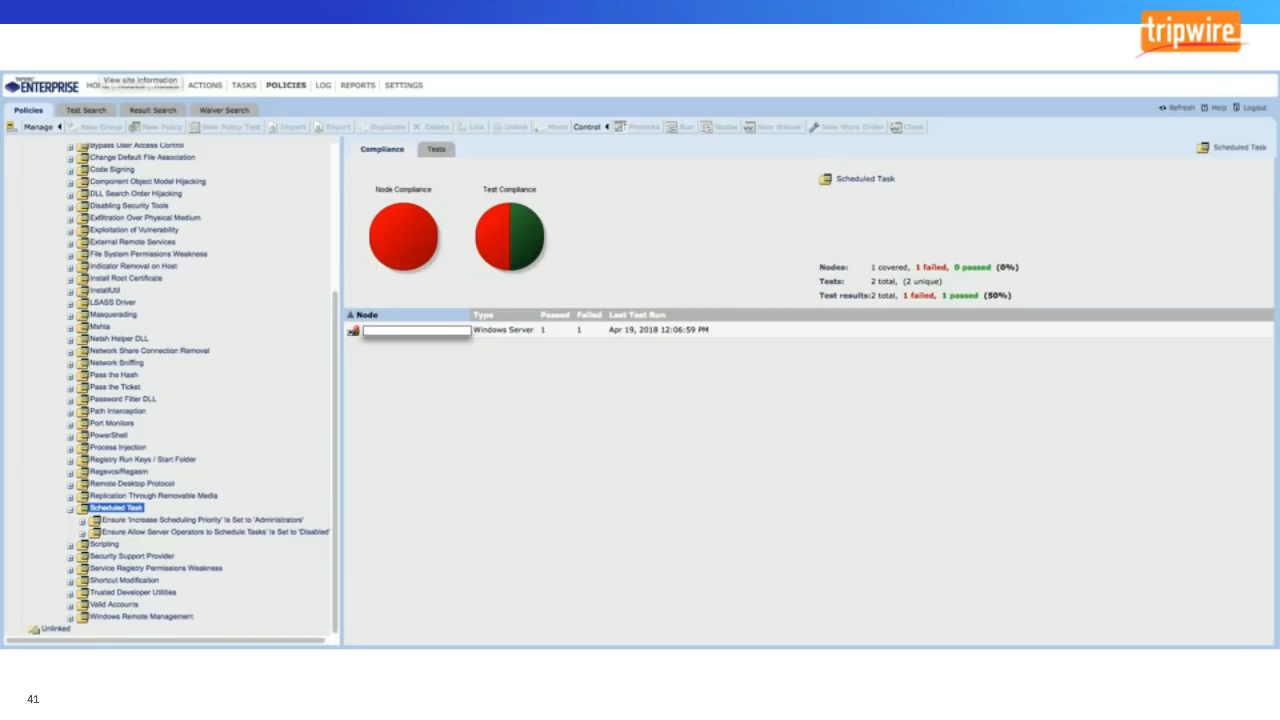 tripwire
TRIPWIRE
ENTERPRISE
View site information
ACTIONS
TASKS
POLICIES
LOG
REPORTS
SETTINGS
Policies
Test Search
Result Search
Waiver Search
Refresh
Help
Logout
Manage
New Group
New Policy
New Policy Test
Import
Export
Duplicate
Delete
Link
Unlink
Move
Control
Promote
Run
Nodes
New Waiver
New Work Order
Close
Bypass User Access Control
Change Default File Association
Code Signing
Component Object Model Hijacking
DLL Search Order Hijacking
Disabling Security Tools
Exfiltration Over Physical Medium
Exploitation of Vulnerability
External Remote Services
File System Permissions Weakness
Indicator Removal on Host
Install Root Certificate
InstallUtil
LSASS Driver
Masquerading
Mshta
Netsh Helper DLL
Network Share Connection Removal
Network Sniffing
Pass the Hash
Pass the Ticket
Password Filter DLL
Path Interception
Port Monitors
PowerShell
Process Injection
Registry Run Keys / Start Folder
Regsvcs/Regasm
Remote Desktop Protocol
Replication Through Removable Media
Scheduled Task
Ensure 'Increase Scheduling Priority' Is Set to 'Administrators'
Ensure Allow Server Operators to Schedule Tasks' Is Set to 'Disabled'
Scripting
Security Support Provider
Service Registry Permissions Weakness
Shortcut Modification
Trusted Developer Utilities
Valid Accounts
Windows Remote Management
Unlinked
Compliance
Tests
Scheduled Task
Node Compliance
Test Compliance
Scheduled Task
Nodes: 1 covered, 1 failed, 0 passed (0%)
Tests: 2 total, (2 unique)
Test results: 2 total, 1 failed, 1 passed (50%)
Node Type Passed Failed Last Test Run
Windows Server 1 1 Apr 19, 2018 12:06:59 PM
41